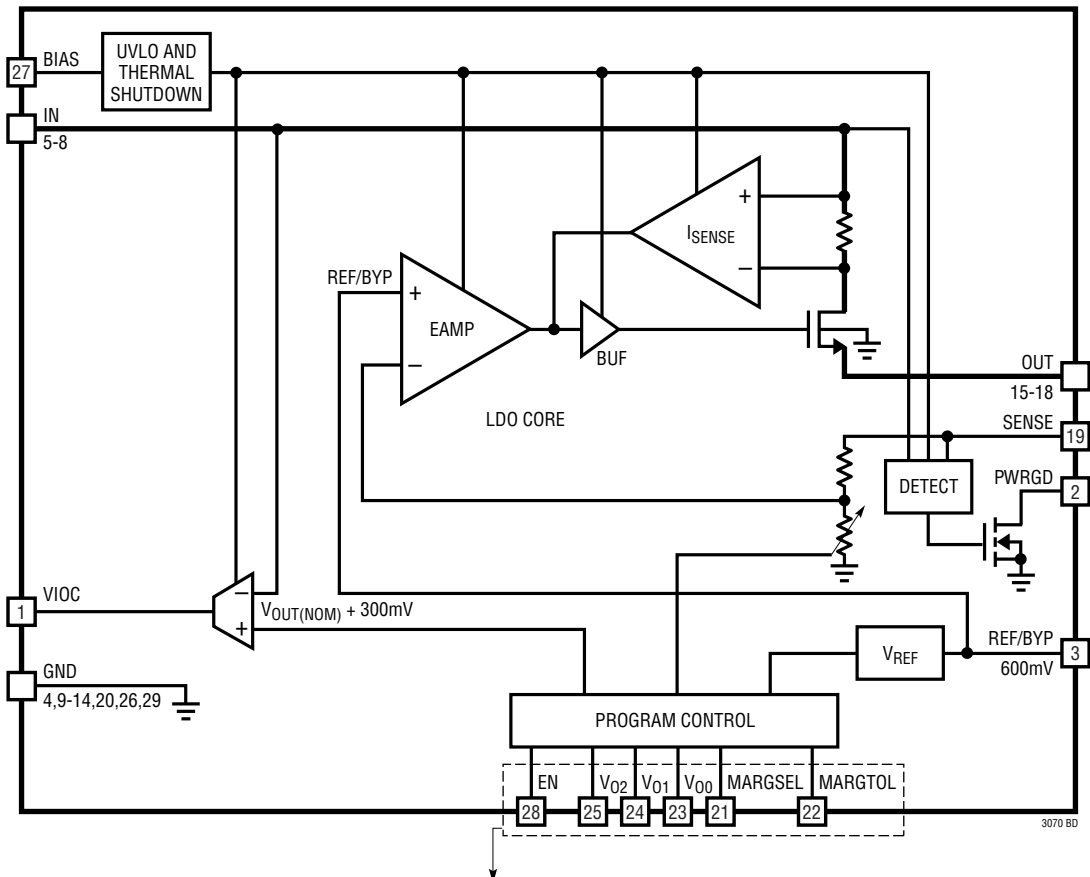 UVLO AND
THERMAL
SHUTDOWN
27
BIAS
IN
5-8
+
ISENSE
–
REF/BYP
+
EAMP
–
BUF
LDO CORE
OUT
15-18
SENSE
19
DETECT
PWRGD
2
1
VIOC
–
VOUT(NOM) + 300mV
+
GND
4,9-14,20,26,29
VREF
REF/BYP
3
600mV
PROGRAM CONTROL
EN
VO2
VO1
VO0
MARGSEL
MARGTOL
28
25
24
23
21
22
3070 BD